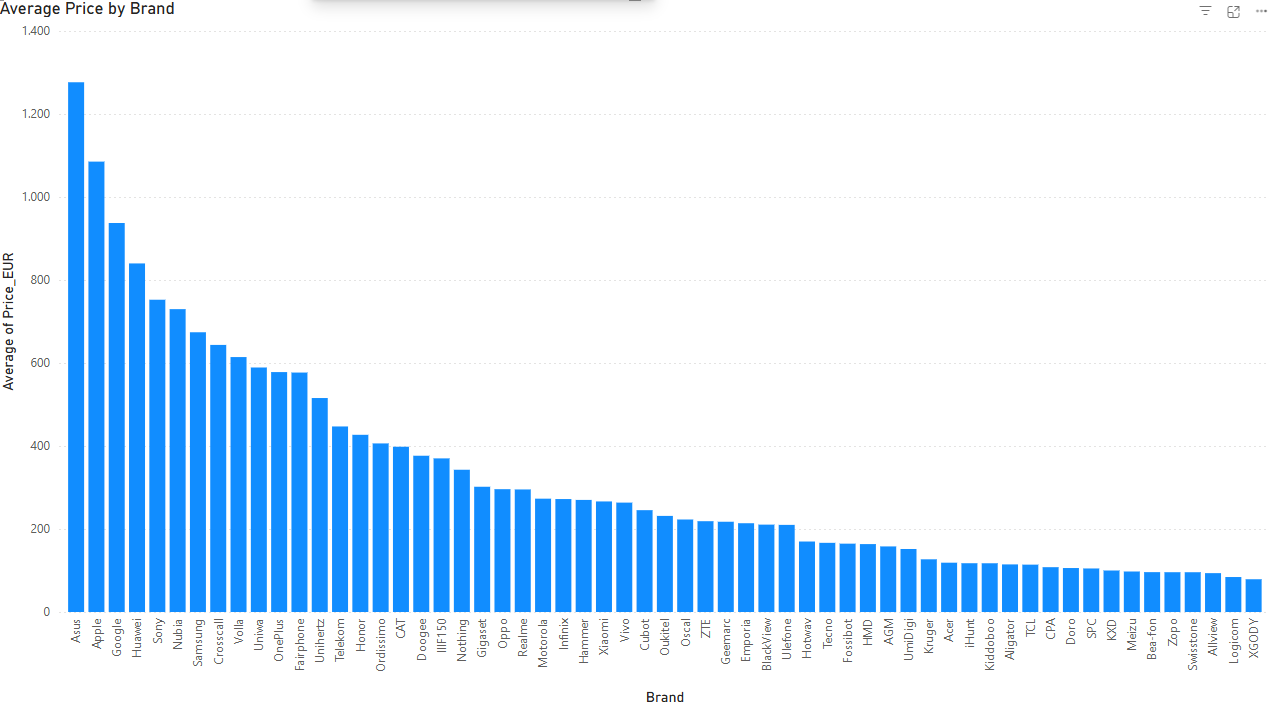 Average Price by Brand
1.400
1.200
1.000
800
600
400
200
0
Average of Price_EUR
Asus
Apple
Google
Huawei
Sony
Nubia
Samsung
Crosscall
Volla
Uniwa
OnePlus
Fairphone
Unihertz
Telekom
Honor
Ordissimo
CAT
Doogee
IIIF150
Nothing
Gigaset
Oppo
Realme
Motorola
Infinix
Hammer
Xiaomi
Vivo
Cubot
Oukitel
Oscal
ZTE
Geemarc
Emporia
BlackView
Ulefone
Hotwav
Tecno
Fossibot
HMD
AGM
UmiDigi
Kruger
Acer
iHunt
Kiddoboo
Aligator
TCL
CPA
Doro
SPC
KXD
Meizu
Bea-fon
Zopo
Swisstone
Allview
Logicom
XGODY
Brand